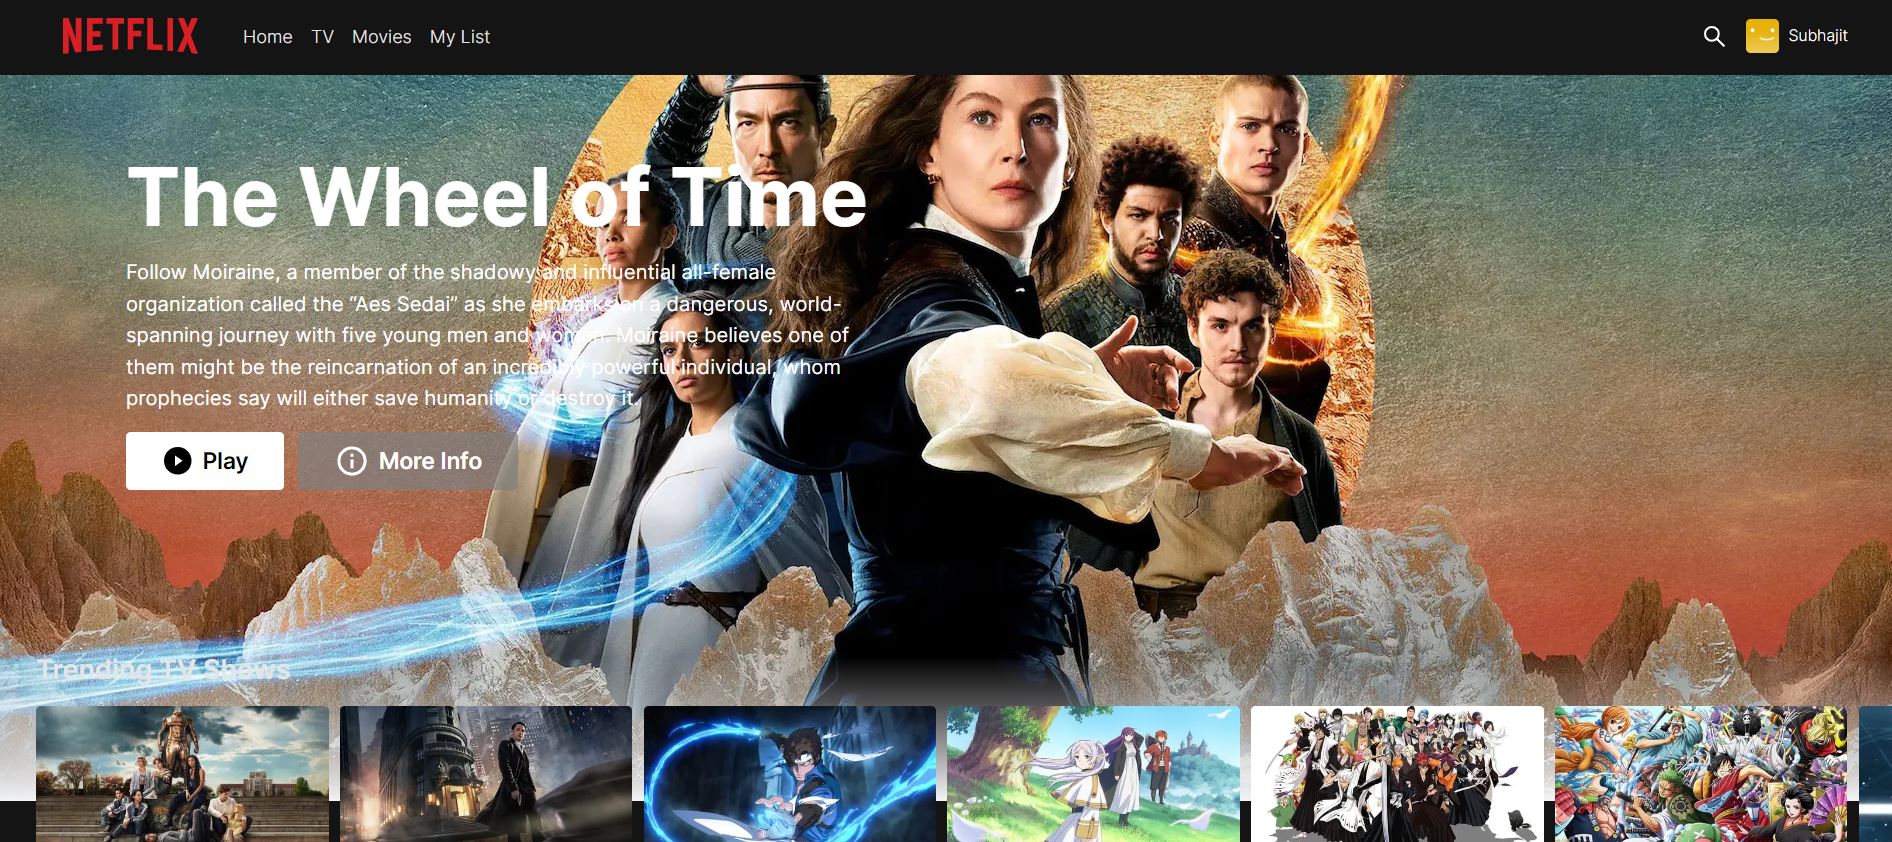 NETFLIX
Home TV Movies My List
Subhajit
The Wheel of Time
Follow Moiraine, a member of the shadowy and influential all-female
organization called the “Aes Sedai” as she embarks on a dangerous, world-
spanning journey with five young men and women. Moiraine believes one of
them might be the reincarnation of an incredibly powerful individual, whom
prophecies say will either save humanity or destroy it.
Play
More Info
Trending TV Shows